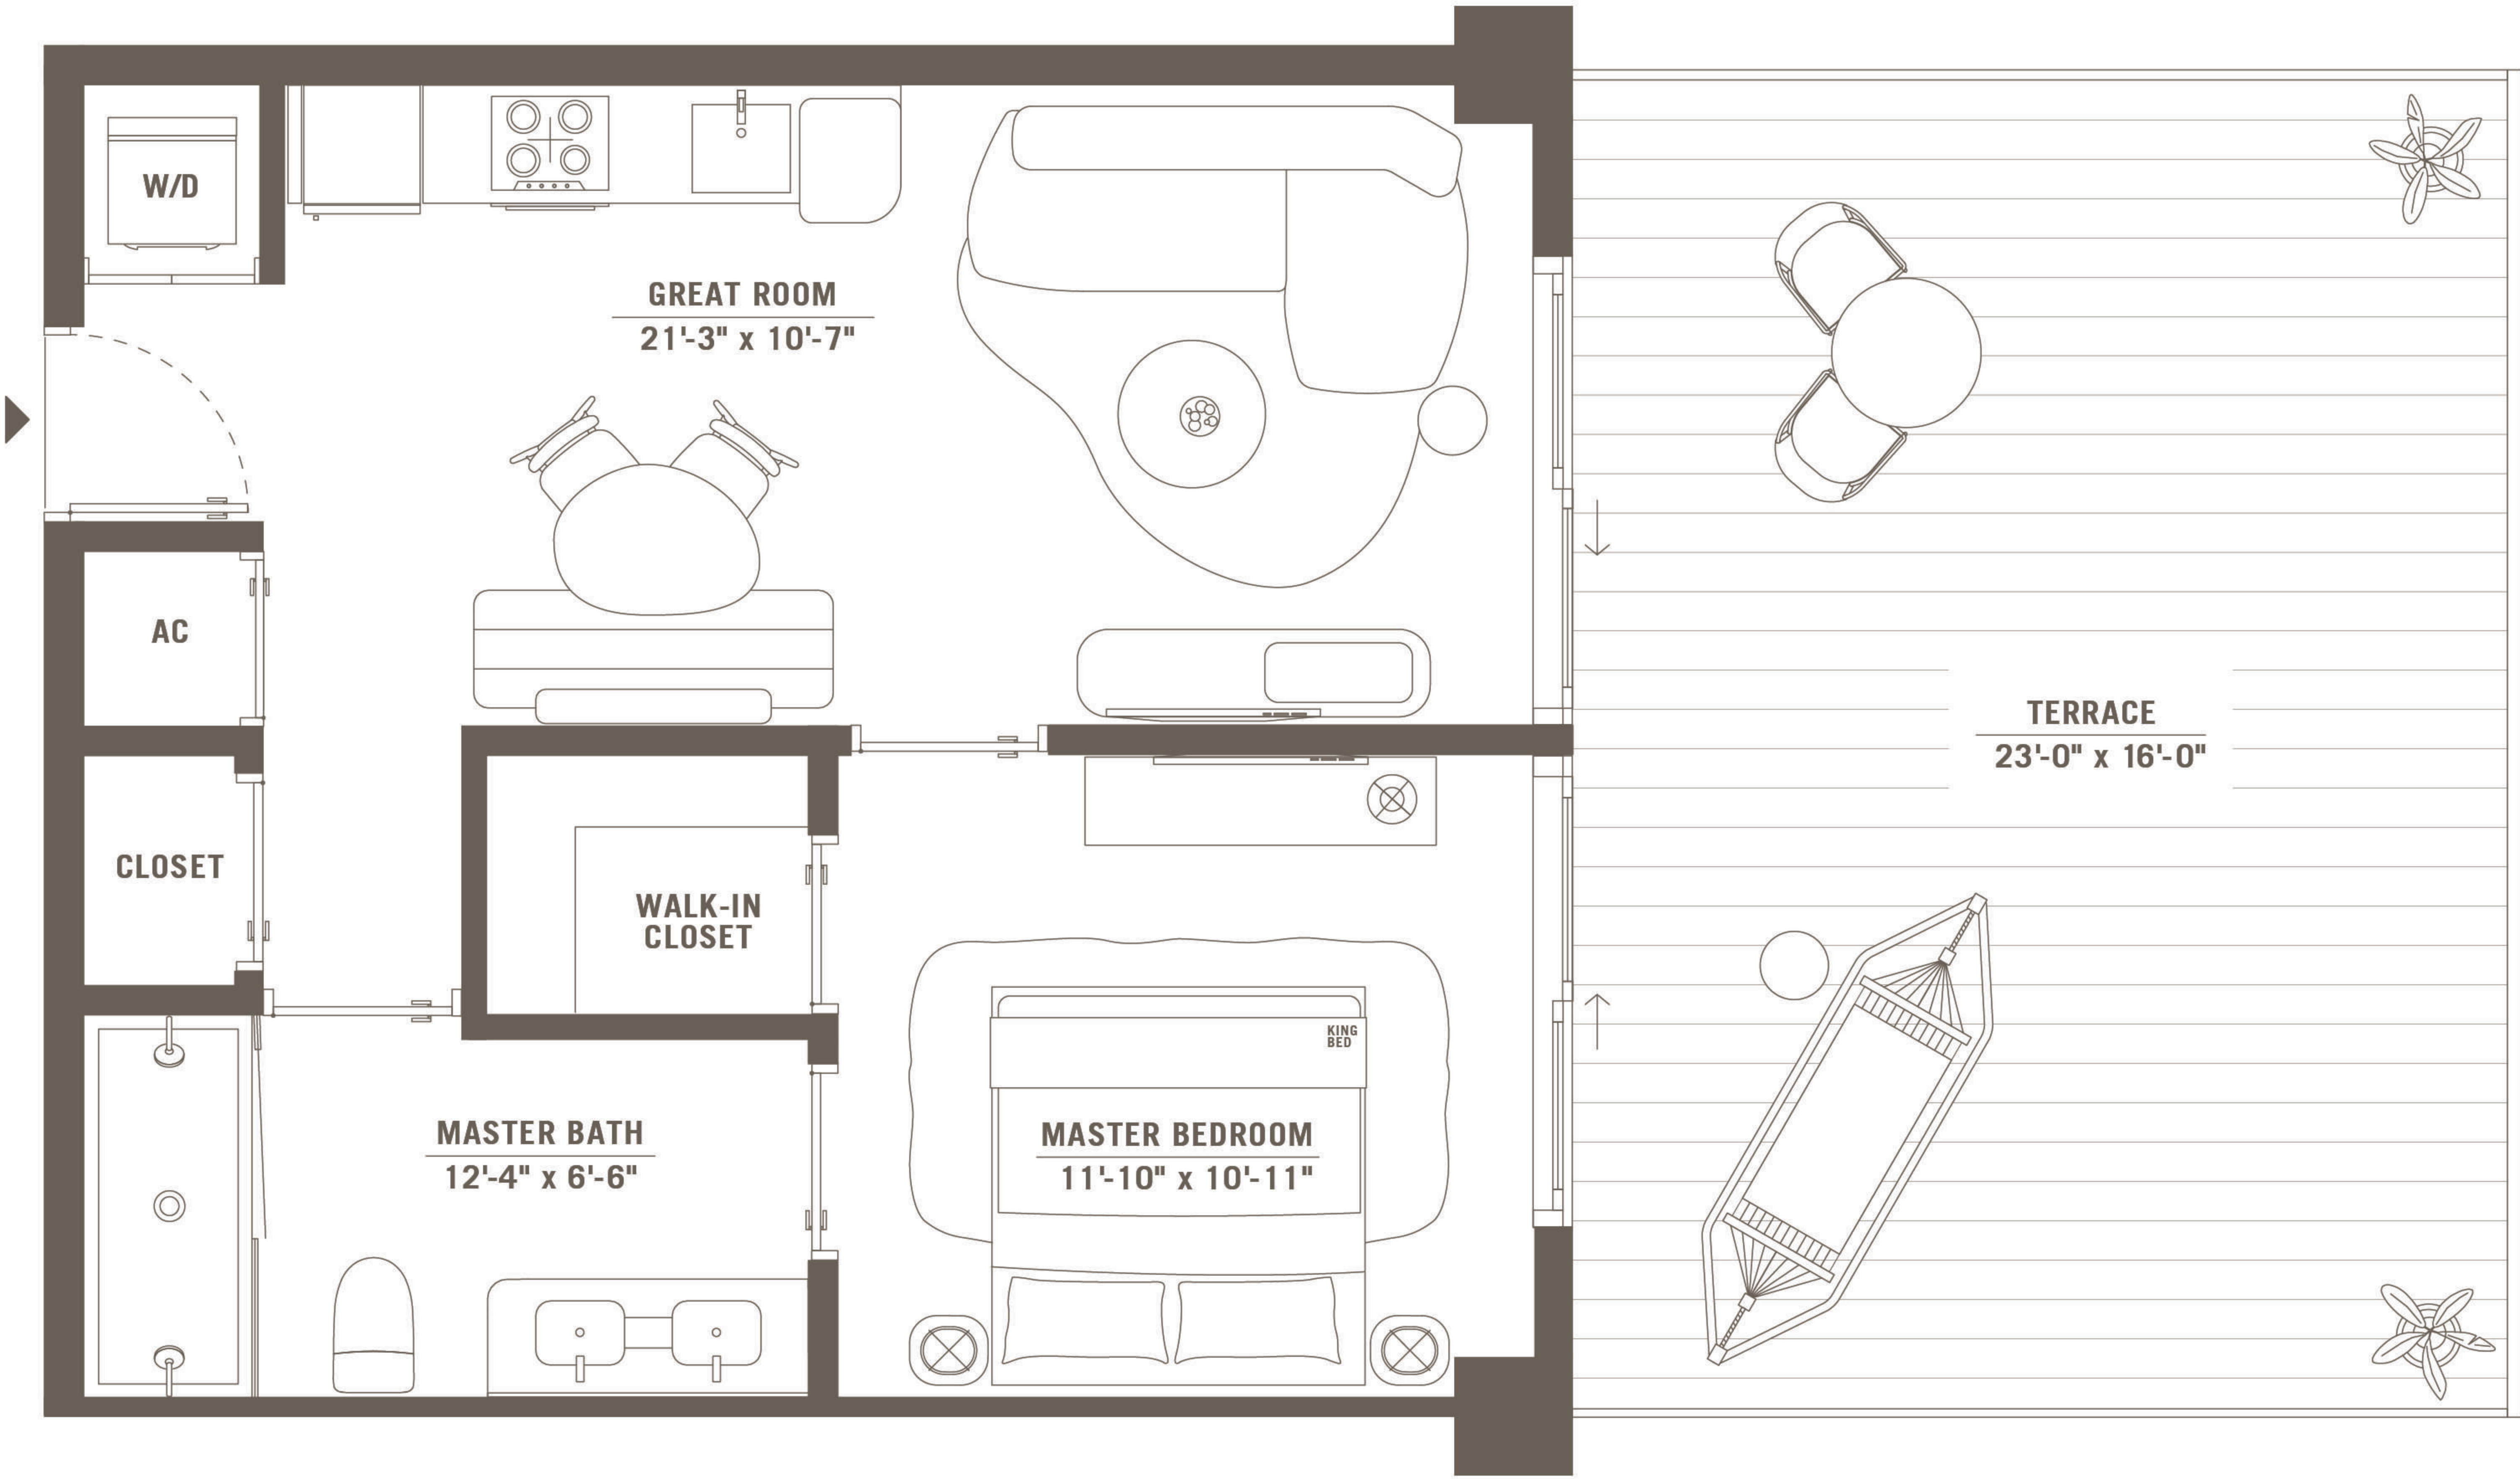 W/D
GREAT ROOM
21'-3" x 10'-7"
AC
TERRACE
23'-0" x 16'-0"
CLOSET
WALK-IN
CLOSET
KING
BED
MASTER BATH
12'-4" x 6'-6"
MASTER BEDROOM
11'-10" x 10'-11"